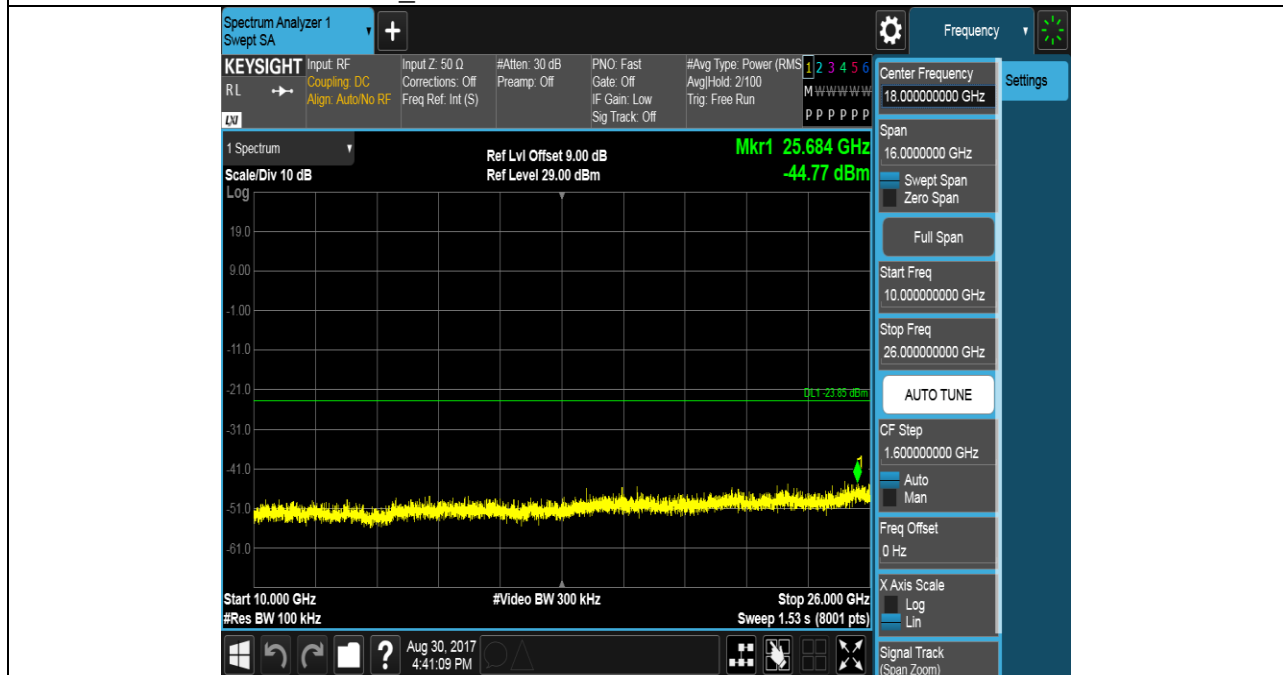 Spectrum Analyzer 1
Swept SA
+
Frequency
KEYSIGHT
RL
LXI
Input: RF
Coupling: DC
Align: Auto/No RF
Input Z: 50 Ω
Corrections: Off
Freq Ref: Int (S)
#Atten: 30 dB
Preamp: Off
PNO: Fast
Gate: Off
IF Gain: Low
Sig Track: Off
#Avg Type: Power (RMS
Avg|Hold: 2/100
Trig: Free Run
1 2 3 4 5 6
M W W W W W
P P P P P P
1 Spectrum
Scale/Div 10 dB
Ref Lvl Offset 9.00 dB
Ref Level 29.00 dBm
Mkr1 25.684 GHz
-44.77 dBm
Log
19.0
9.00
-1.00
-11.0
-21.0
DL1 -23.85 dBm
-31.0
-41.0
1
-51.0
-61.0
Start 10.000 GHz
#Video BW 300 kHz
Stop 26.000 GHz
#Res BW 100 kHz
Sweep 1.53 s (8001 pts)
?
Aug 30, 2017
4:41:09 PM
Center Frequency
18.000000000 GHz
Settings
Span
16.0000000 GHz
Swept Span
Zero Span
Full Span
Start Freq
10.000000000 GHz
Stop Freq
26.000000000 GHz
AUTO TUNE
CF Step
1.600000000 GHz
Auto
Man
Freq Offset
0 Hz
X Axis Scale
Log
Lin
Signal Track
(Span Zoom)